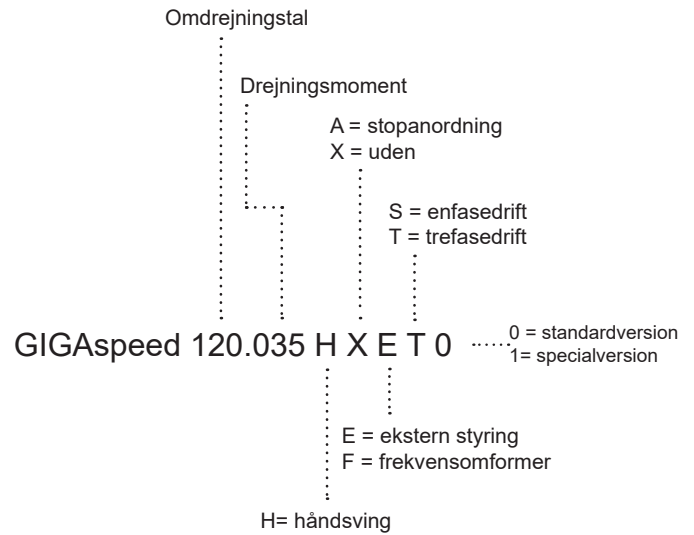 Omdrejningstal
Drejningsmoment
A = stopanordning
X = uden
S = enfasedrift
T = trefasedrift
GIGAspeed 120.035 H X E T 0
0 = standardversion
1= specialversion
E = ekstern styring
F = frekvensomformer
H= håndsving